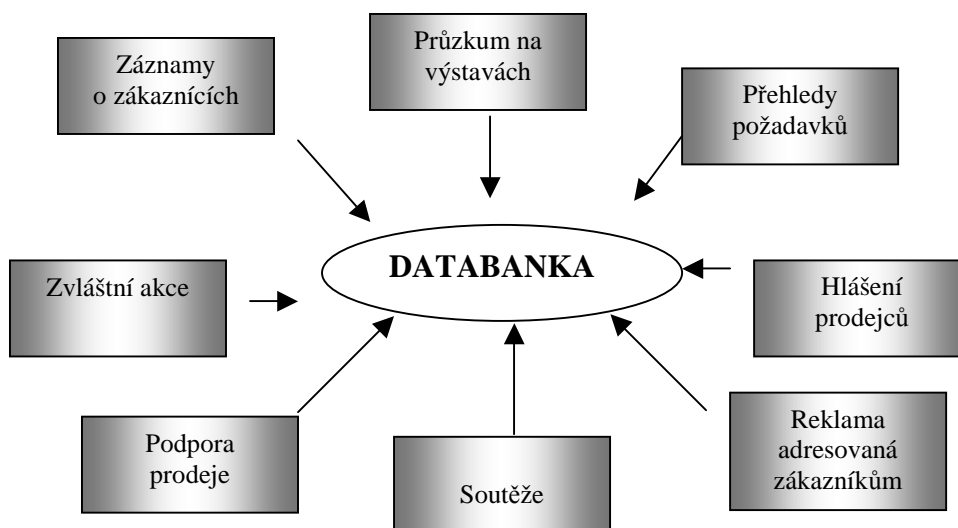 Průzkum na
výstavách
Záznamy
o zákaznících
Přehledy
požadavků
DATABANKA
Zvláštní akce
Hlášení
prodejců
Podpora
prodeje
Soutěže
Reklama
adresovaná
zákazníkům